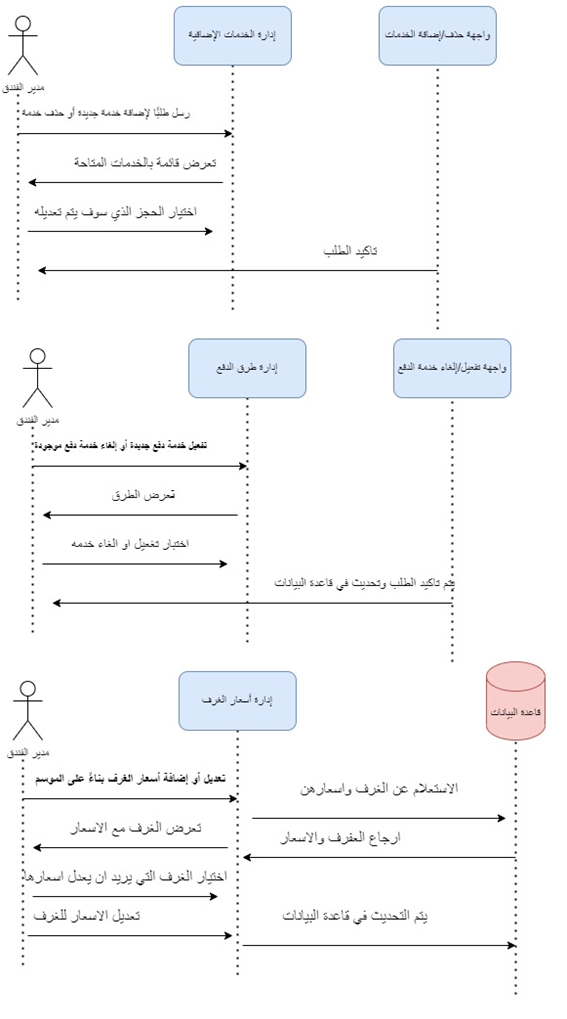 إدارة الخدمات الإضافية
واجهة حذف/إضافة الخدمات
مدير الفندق
رسل طلبًا لإضافة خدمة جديدة أو حذف خدمة
تعرض قائمة بالخدمات المتاحة
اختيار الحجز الذي سوف يتم تعديله
تاكيد الطلب
إدارة طرق الدفع
واجهة تفعيل/إلغاء خدمة الدفع
مدير الفندق
تفعيل خدمة دفع جديدة أو إلغاء خدمة دفع موجودة
تعرض الطرق
اختيار تفعيل او الغاء خدمه
يتم تاكيد الطلب وتحديث في قاعدة البيانات
إدارة أسعار الغرف
قاعدة البيانات
مدير الفندق
تعديل أو إضافة أسعار الغرف بناءً على الموسم
الاستعلام عن الغرف واسعارهن
تعرض الغرف مع الاسعار
ارجاع الغرف والاسعار
اختيار الغرف التي يريد ان يعدل اسعارها
تعديل الاسعار للغرف
يتم التحديث في قاعدة البيانات